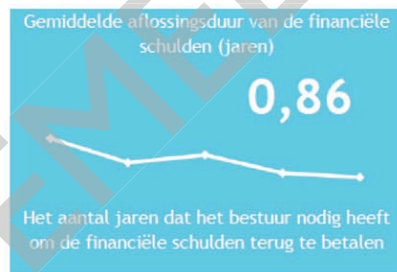 Gemiddelde aflossingsduur van de financiële
schulden (jaren)
0,86
Het aantal jaren dat het bestuur nodig heeft
om de financiële schulden terug te betalen